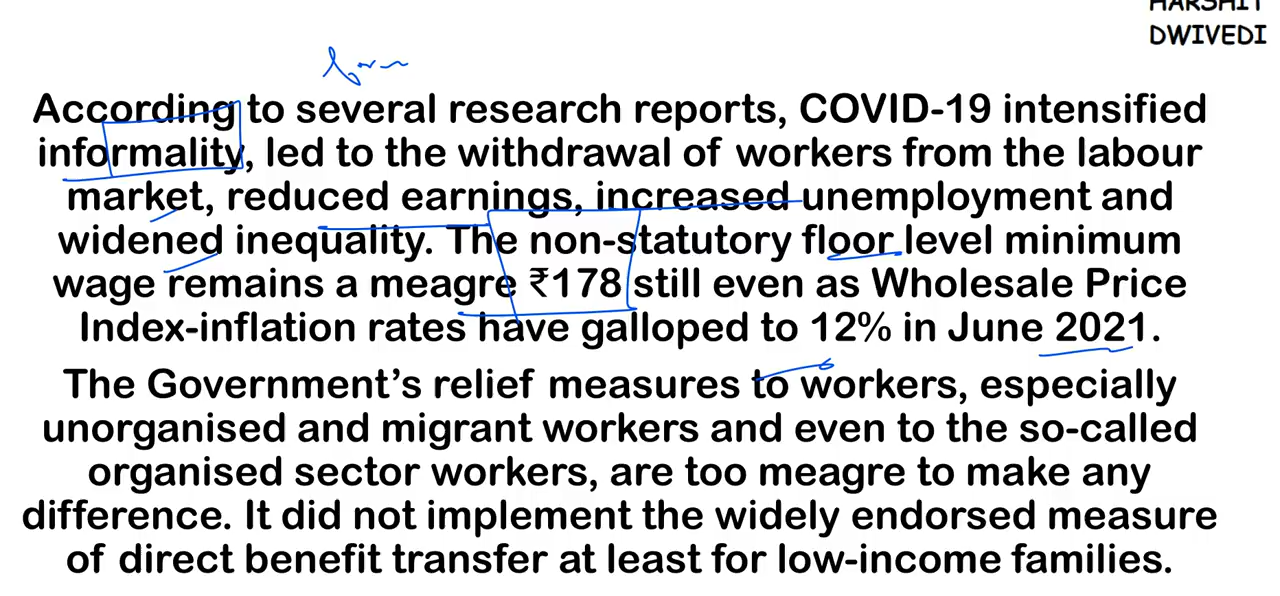 HARSHIT
DWIVEDI
According to several research reports, COVID-19 intensified
informality, led to the withdrawal of workers from the labour
market, reduced earnings, increased unemployment and
widened inequality. The non-statutory floor level minimum
wage remains a meagre ₹178 still even as Wholesale Price
Index-inflation rates have galloped to 12% in June 2021.
The Government's relief measures to workers, especially
unorganised and migrant workers and even to the so-called
organised sector workers, are too meagre to make any
difference. It did not implement the widely endorsed measure
of direct benefit transfer at least for low-income families.